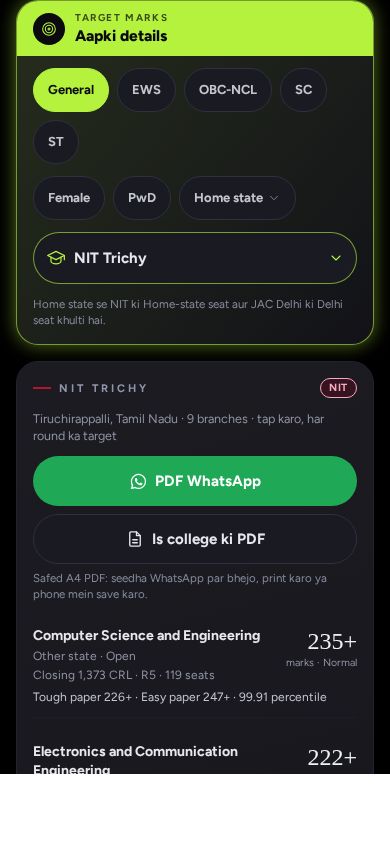 TARGET MARKS
Aapki details
General
EWS
OBC-NCL
SC
ST
Female
PwD
Home state
NIT Trichy
Home state se NIT ki Home-state seat aur JAC Delhi ki Delhi
seat khulti hai.
NIT TRICHY
NIT
Tiruchirappalli, Tamil Nadu · 9 branches · tap karo, har
round ka target
PDF WhatsApp
Is college ki PDF
Safed A4 PDF: seedha WhatsApp par bhejo, print karo ya
phone mein save karo.
Computer Science and Engineering
235+
Other state · Open
marks · Normal
Closing 1,373 CRL · R5 · 119 seats
Tough paper 226+ · Easy paper 247+ · 99.91 percentile
Electronics and Communication
Engineering
222+